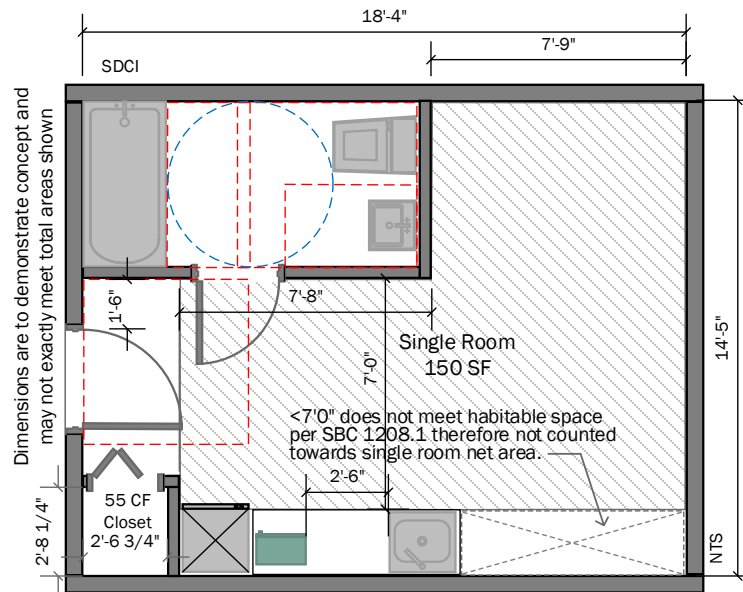 18'-4"
7'-9"
SDCI
Dimensions are to demonstrate concept and
may not exactly meet total areas shown
1'-6"
7'-8"
7'-0"
Single Room
150 SF
14'-5"
<7'0" does not meet habitable space
per SBC 1208.1 therefore not counted
towards single room net area.
2'-6"
2'-8 1/4"
55 CF
Closet
2'-6 3/4"
NTS